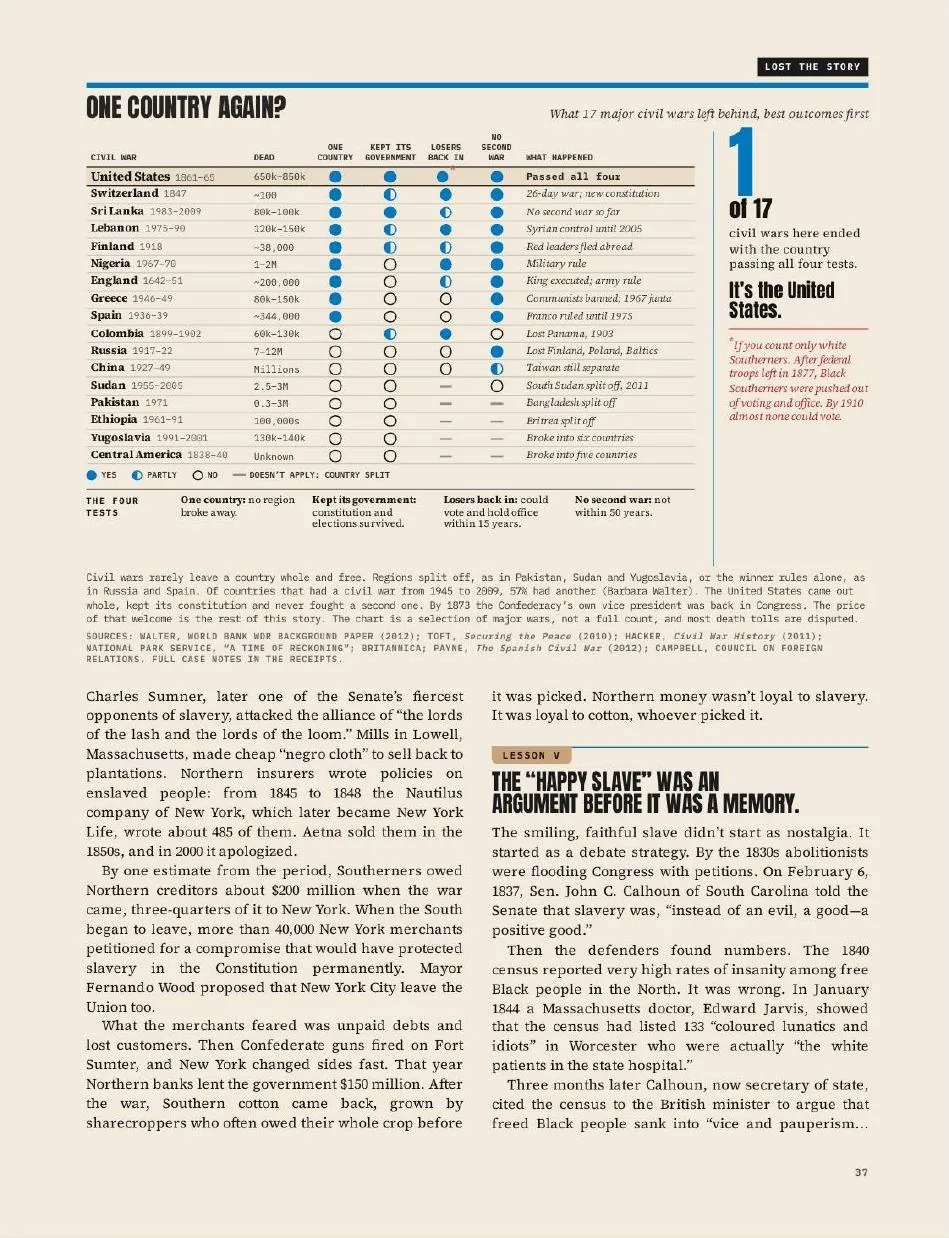 LOST THE STORY
ONE COUNTRY AGAIN?
What 17 major civil wars left behind, best outcomes first
CIVIL WAR DEAD ONE COUNTRY KEPT ITS GOVERNMENT LOSERS BACK IN* NO SECOND WAR WHAT HAPPENED
United States 1861–65 650k–850k Passed all four
Switzerland 1847 ~100 26-day war; new constitution
Sri Lanka 1983–2009 80k–100k No second war so far
Lebanon 1975–90 120k–150k Syrian control until 2005
Finland 1918 ~38,000 Red leaders fled abroad
Nigeria 1967–70 1–2M Military rule
England 1642–51 ~200,000 King executed; army rule
Greece 1946–49 80k–150k Communists banned; 1967 junta
Spain 1936–39 ~344,000 Franco ruled until 1975
Colombia 1899–1902 60k–130k Lost Panama, 1903
Russia 1917–22 7–12M Lost Finland, Poland, Baltics
China 1927–49 Millions Taiwan still separate
Sudan 1955–2005 2.5–3M — South Sudan split off, 2011
Pakistan 1971 0.3–3M — — Bangladesh split off
Ethiopia 1961–91 100,000s — — Eritrea split off
Yugoslavia 1991–2001 130k–140k — — Broke into six countries
Central America 1838–40 Unknown — — Broke into five countries
YES PARTLY NO — DOESN'T APPLY: COUNTRY SPLIT
THE FOUR
TESTS
One country: no region
broke away.
Kept its government:
constitution and
elections survived.
Losers back in: could
vote and hold office
within 15 years.
No second war: not
within 50 years.
1
of 17
civil wars here ended
with the country
passing all four tests.
It's the United
States.
*If you count only white
Southerners. After federal
troops left in 1877, Black
Southerners were pushed out
of voting and office. By 1910
almost none could vote.
Civil wars rarely leave a country whole and free. Regions split off, as in Pakistan, Sudan and Yugoslavia, or the winner rules alone, as
in Russia and Spain. Of countries that had a civil war from 1945 to 2009, 57% had another (Barbara Walter). The United States came out
whole, kept its constitution and never fought a second one. By 1873 the Confederacy's own vice president was back in Congress. The price
of that welcome is the rest of this story. The chart is a selection of major wars, not a full count, and most death tolls are disputed.
SOURCES: WALTER, WORLD BANK WDR BACKGROUND PAPER (2012); TOFT, Securing the Peace (2010); HACKER, Civil War History (2011);
NATIONAL PARK SERVICE, “A TIME OF RECKONING”; BRITANNICA; PAYNE, The Spanish Civil War (2012); CAMPBELL, COUNCIL ON FOREIGN
RELATIONS. FULL CASE NOTES IN THE RECEIPTS.
Charles Sumner, later one of the Senate's fiercest
opponents of slavery, attacked the alliance of “the lords
of the lash and the lords of the loom.” Mills in Lowell,
Massachusetts, made cheap “negro cloth” to sell back to
plantations. Northern insurers wrote policies on
enslaved people: from 1845 to 1848 the Nautilus
company of New York, which later became New York
Life, wrote about 485 of them. Aetna sold them in the
1850s, and in 2000 it apologized.
By one estimate from the period, Southerners owed
Northern creditors about $200 million when the war
came, three-quarters of it to New York. When the South
began to leave, more than 40,000 New York merchants
petitioned for a compromise that would have protected
slavery in the Constitution permanently. Mayor
Fernando Wood proposed that New York City leave the
Union too.
What the merchants feared was unpaid debts and
lost customers. Then Confederate guns fired on Fort
Sumter, and New York changed sides fast. That year
Northern banks lent the government $150 million. After
the war, Southern cotton came back, grown by
sharecroppers who often owed their whole crop before
it was picked. Northern money wasn't loyal to slavery.
It was loyal to cotton, whoever picked it.
LESSON V
THE “HAPPY SLAVE” WAS AN
ARGUMENT BEFORE IT WAS A MEMORY.
The smiling, faithful slave didn't start as nostalgia. It
started as a debate strategy. By the 1830s abolitionists
were flooding Congress with petitions. On February 6,
1837, Sen. John C. Calhoun of South Carolina told the
Senate that slavery was, “instead of an evil, a good—a
positive good.”
Then the defenders found numbers. The 1840
census reported very high rates of insanity among free
Black people in the North. It was wrong. In January
1844 a Massachusetts doctor, Edward Jarvis, showed
that the census had listed 133 “coloured lunatics and
idiots” in Worcester who were actually “the white
patients in the state hospital.”
Three months later Calhoun, now secretary of state,
cited the census to the British minister to argue that
freed Black people sank into “vice and pauperism…
37